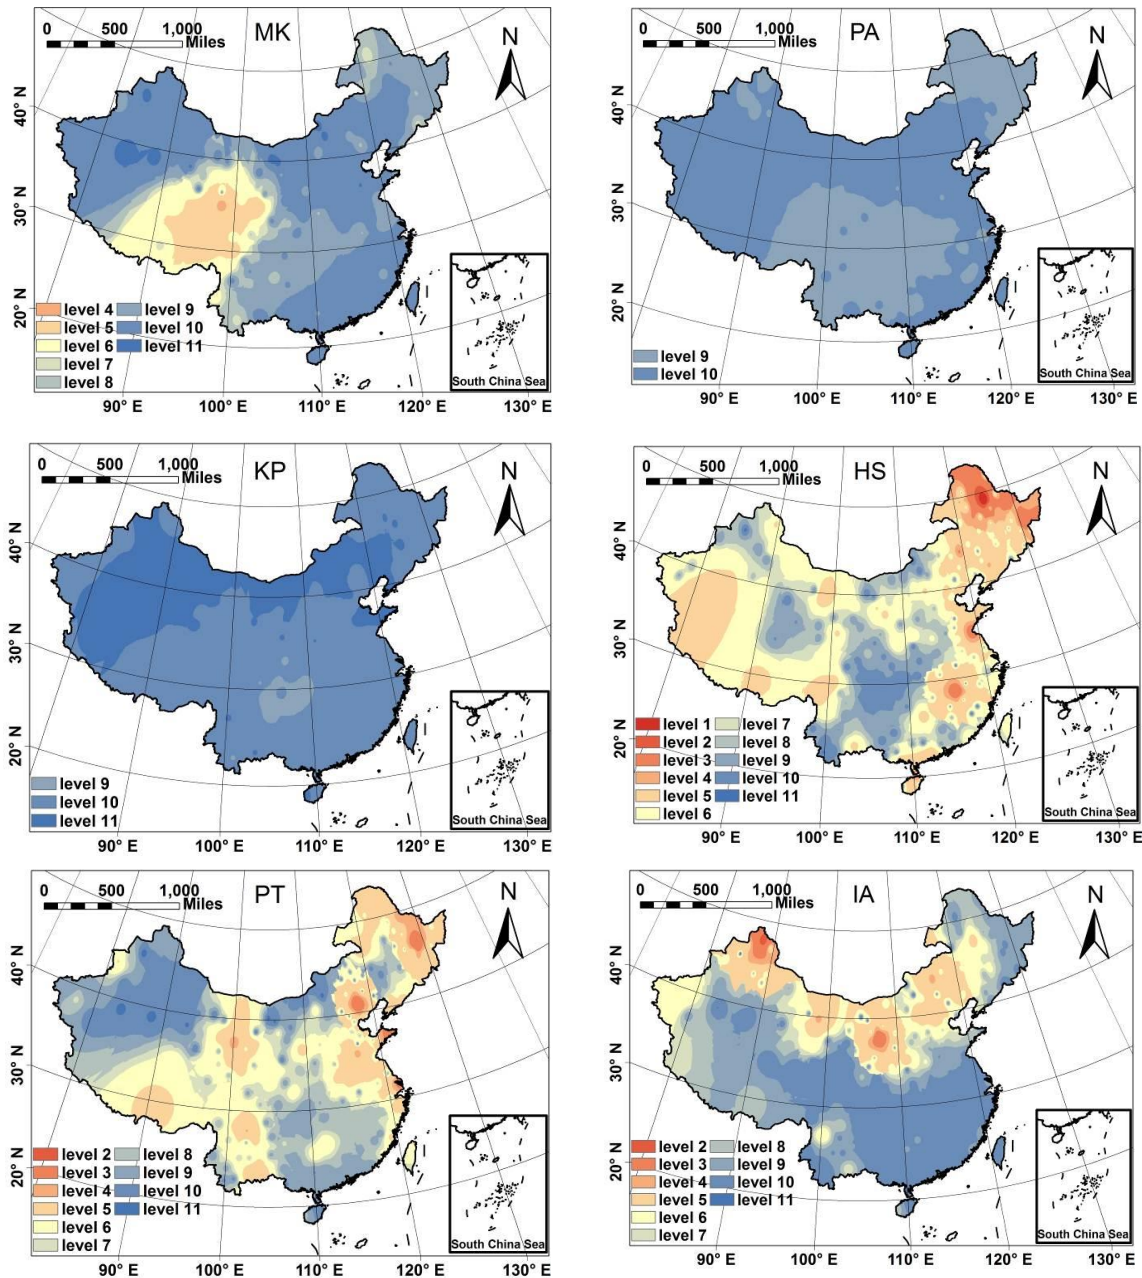 0 500 1,000
Miles
MK
N
40° N
30° N
20° N
level 4 level 9
level 5 level 10
level 6 level 11
level 7
level 8
South China Sea
90° E 100° E 110° E 120° E 130° E
0 500 1,000
Miles
PA
N
40° N
30° N
20° N
level 9
level 10
South China Sea
90° E 100° E 110° E 120° E 130° E
0 500 1,000
Miles
KP
N
40° N
30° N
20° N
level 9
level 10
level 11
South China Sea
90° E 100° E 110° E 120° E 130° E
0 500 1,000
Miles
HS
N
40° N
30° N
20° N
level 1 level 7
level 2 level 8
level 3 level 9
level 4 level 10
level 5 level 11
level 6
South China Sea
90° E 100° E 110° E 120° E 130° E
0 500 1,000
Miles
PT
N
40° N
30° N
20° N
level 2 level 8
level 3 level 9
level 4 level 10
level 5 level 11
level 6
level 7
South China Sea
90° E 100° E 110° E 120° E 130° E
0 500 1,000
Miles
IA
N
40° N
30° N
20° N
level 2 level 8
level 3 level 9
level 4 level 10
level 5 level 11
level 6
level 7
South China Sea
90° E 100° E 110° E 120° E 130° E